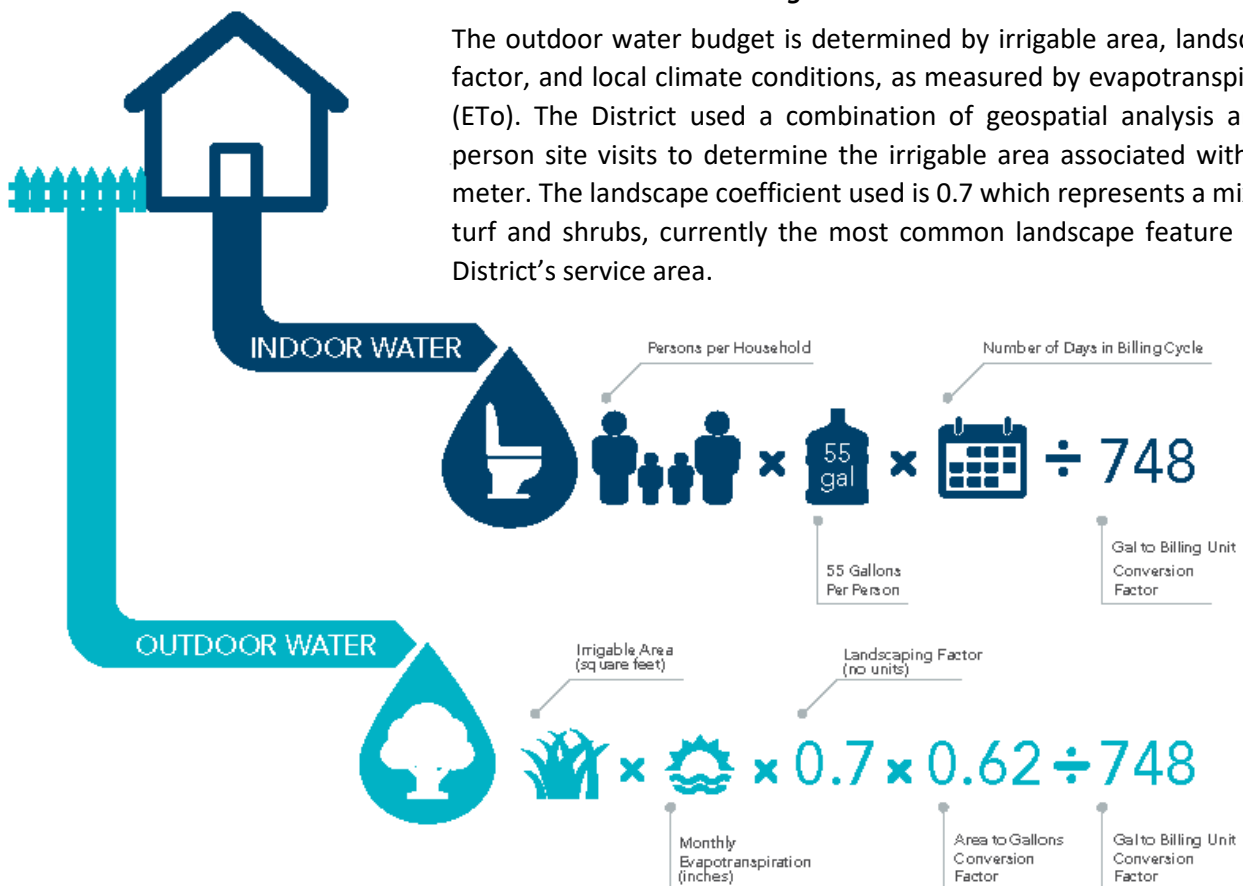 The outdoor water budget is determined by irrigable area,
factor, and local climate conditions, as measured by
(ETo). The District used a combination of geospatial analysis
person site visits to determine the irrigable area associated with
meter. The landscape coefficient used is 0.7 which represents a
turf and shrubs, currently the most common landscape feature
District’s service area.
INDOOR WATER
Persons per Household
Number of Days in Billing Cycle
55
gal
÷ 748
55 Gallons
Per Person
Gal to Billing Unit
Conversion
Factor
OUTDOOR WATER
Irrigable Area
(square feet)
Landscaping Factor
(no units)
× × 0.7 × 0.62 ÷ 748
Monthly
Evapotranspiration
(inches)
Area to Gallons
Conversion
Factor
Gal to Billing Unit
Conversion
Factor